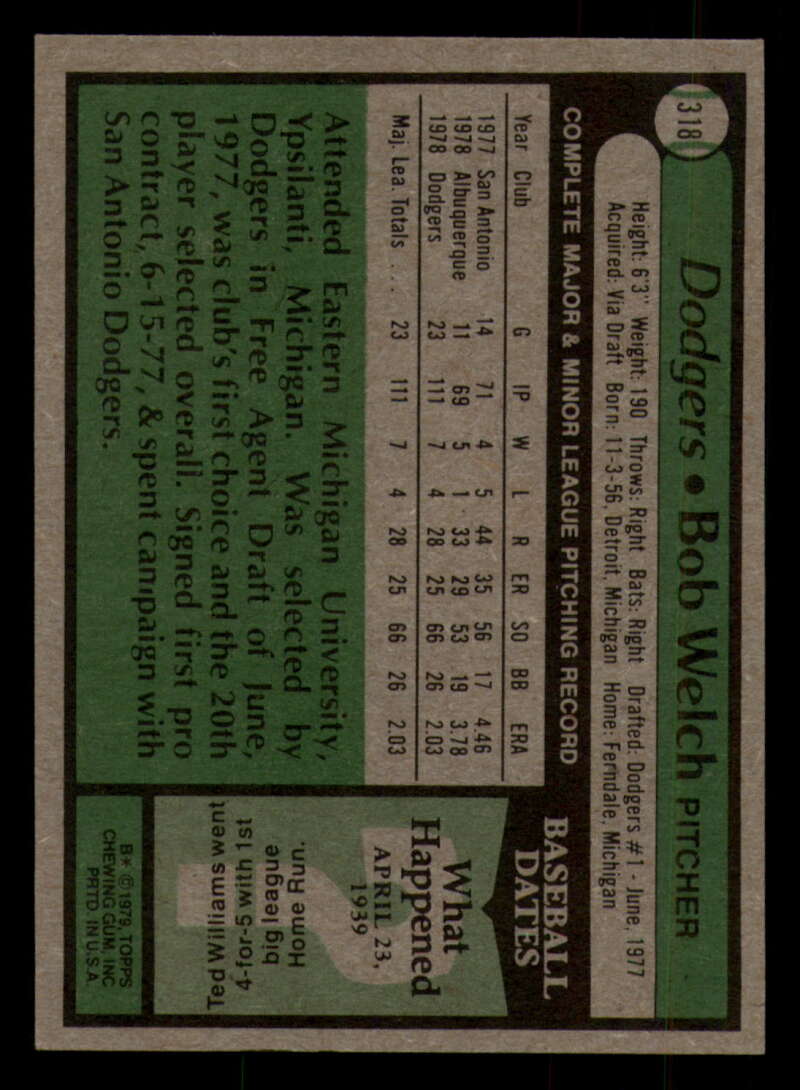 318
Dodgers • Bob Welch PITCHER
Height: 6'3" Weight: 190 Throws: Right Bats: Right Drafted: Dodgers #1 - June, 1977
Acquired: Via Draft Born: 11-3-56, Detroit, Michigan Home: Ferndale, Michigan
COMPLETE MAJOR & MINOR LEAGUE PITCHING RECORD
Year Club G IP W L R ER SO BB ERA
1977 San Antonio 14 71 4 5 44 35 56 17 4.46
1978 Albuquerque 11 69 5 1 33 29 53 19 3.78
1978 Dodgers 23 111 7 4 28 25 66 26 2.03
Maj. Lea. Totals ... 23 111 7 4 28 25 66 26 2.03
Attended Eastern Michigan University,
Ypsilanti, Michigan. Was selected by
Dodgers in Free Agent Draft of June,
1977, was club's first choice and the 20th
player selected overall. Signed first pro
contract, 6-15-77, & spent campaign with
San Antonio Dodgers.
BASEBALL
DATES
What
Happened
APRIL 23,
1939
Home Run.
big league
4-for-5 with 1st
Ted Williams went
B* © 1979, TOPPS
CHEWING GUM, INC
PRTD. IN U.S.A.